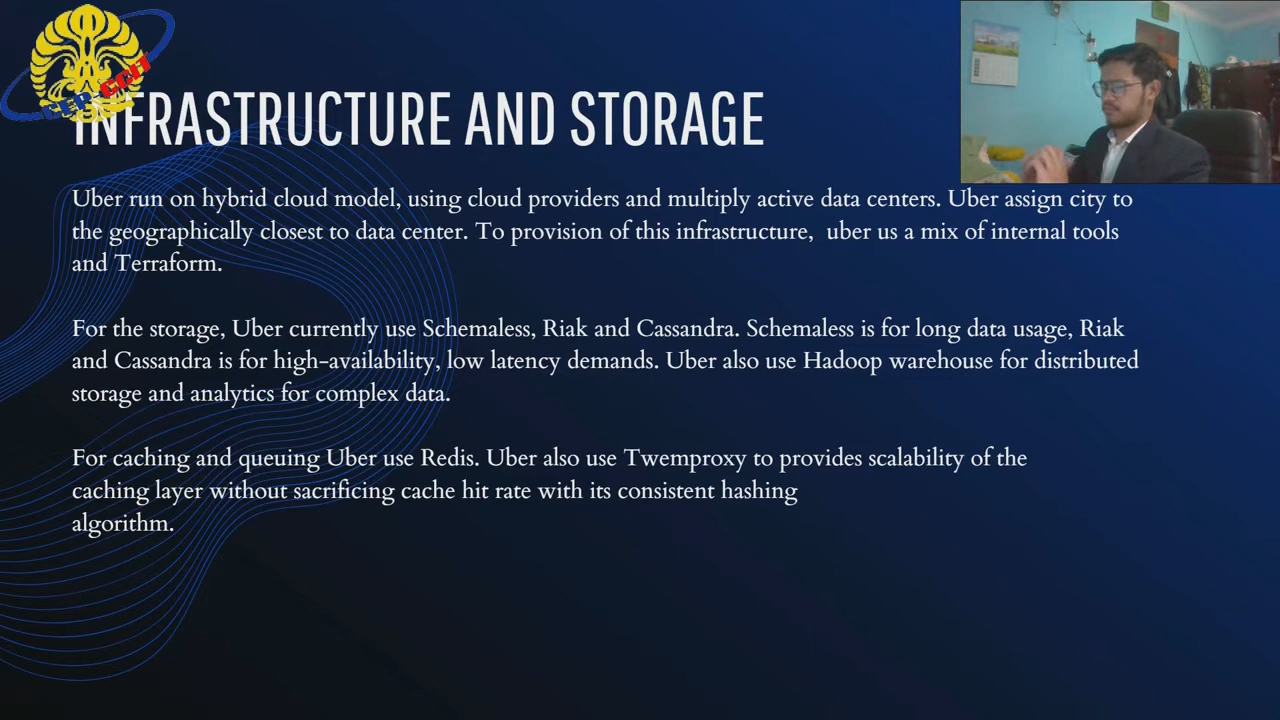 CEP CCIT
INFRASTRUCTURE AND STORAGE
Uber run on hybrid cloud model, using cloud providers and multiply active data centers. Uber assign city to
the geographically closest to data center. To provision of this infrastructure,  uber us a mix of internal tools
and Terraform.
For the storage, Uber currently use Schemaless, Riak and Cassandra. Schemaless is for long data usage, Riak
and Cassandra is for high-availability, low latency demands. Uber also use Hadoop warehouse for distributed
storage and analytics for complex data.
For caching and queuing Uber use Redis. Uber also use Twemproxy to provides scalability of the
caching layer without sacrificing cache hit rate with its consistent hashing
algorithm.